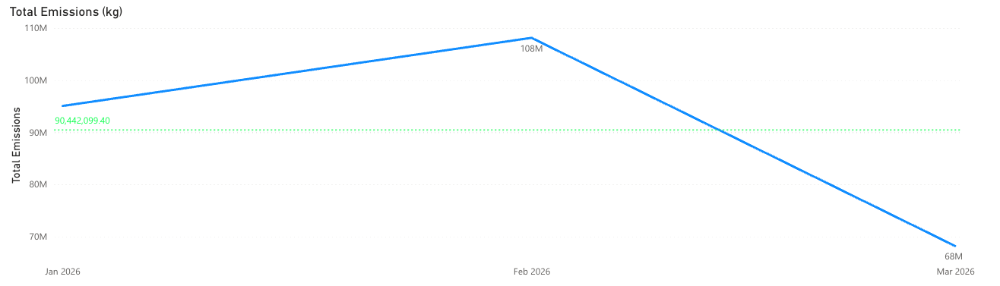 Total Emissions (kg)
110M
108M
100M
90,442,099.40
90M
Total Emissions
80M
70M
68M
Jan 2026
Feb 2026
Mar 2026